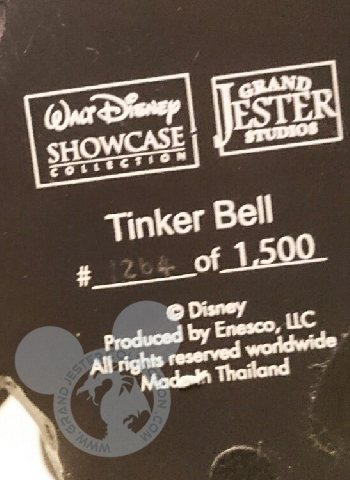 WALT DISNEY
SHOWCASE
COLLECTION
GRAND
JESTER
STUDIOS
Tinker Bell
# 1264 of 1,500
© Disney
Produced by Enesco, LLC
All rights reserved worldwide
Made in Thailand